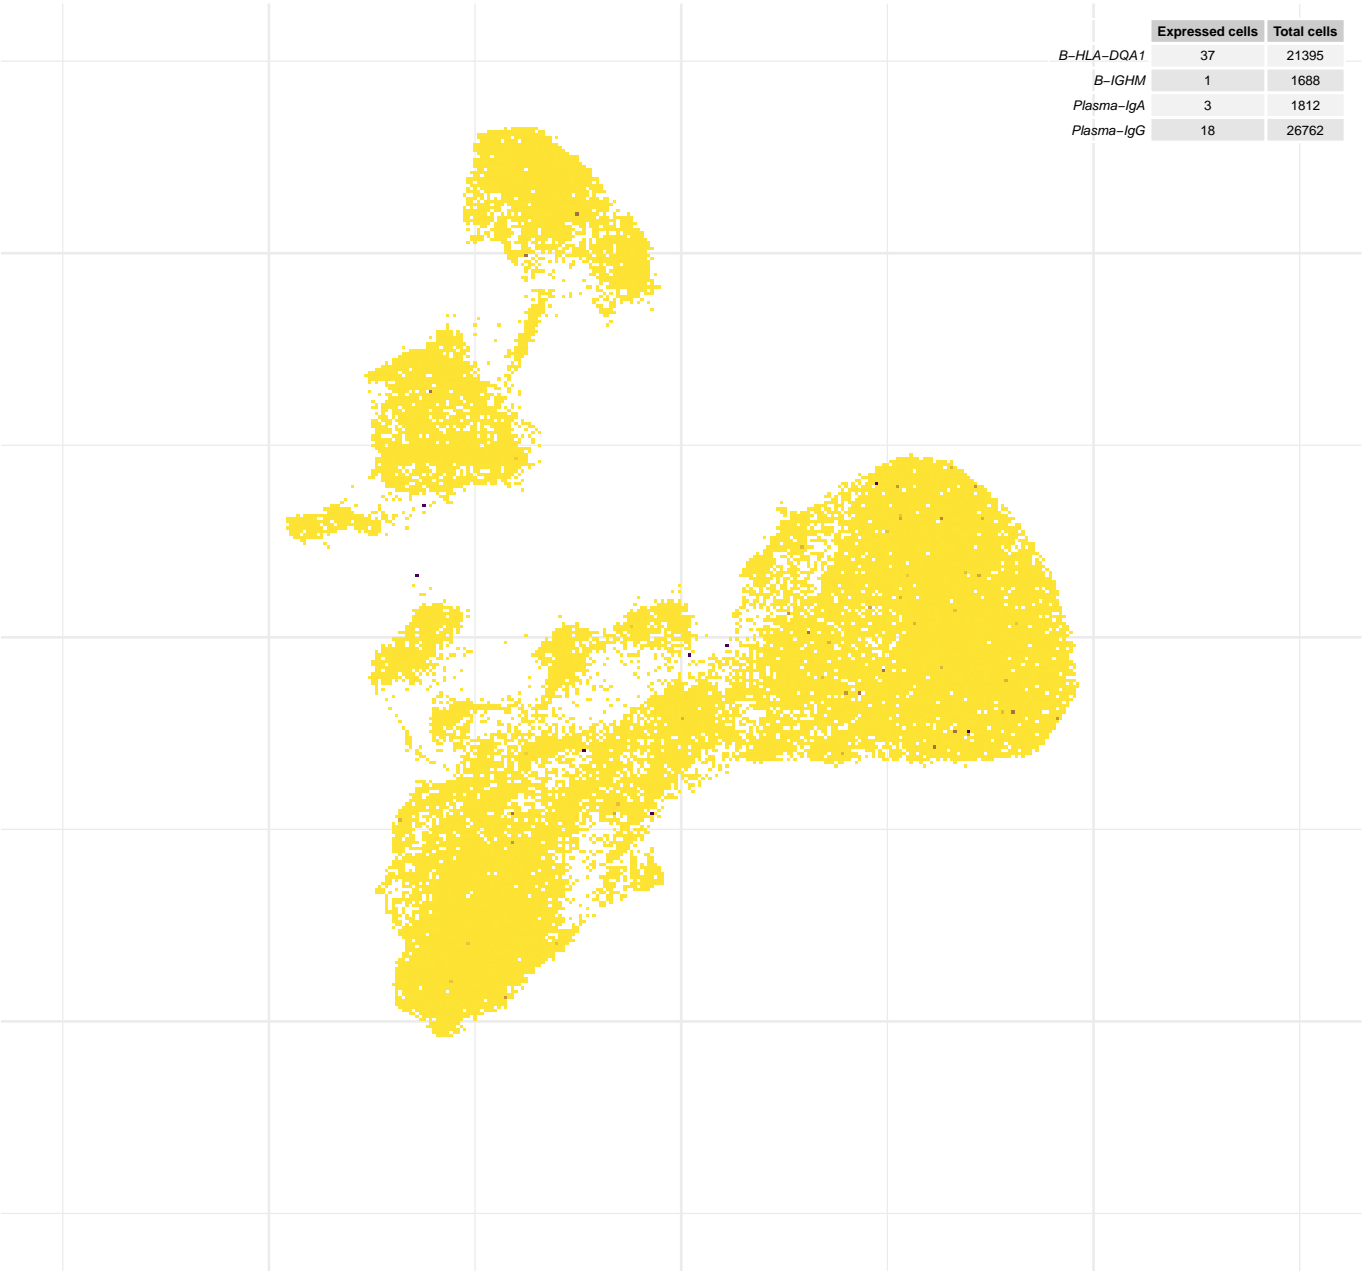 Expressed cells Total cells
B−HLA−DQA1 37 21395
B−IGHM 1 1688
Plasma−IgA 3 1812
Plasma−IgG 18 26762